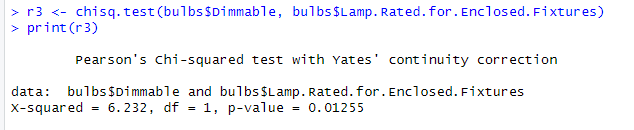 > r3 <- chisq.test(bulbs$Dimmable, bulbs$Lamp.Rated.for.Enclosed.Fixtures)
> print(r3)
Pearson's Chi-squared test with Yates' continuity correction
data:  bulbs$Dimmable and bulbs$Lamp.Rated.for.Enclosed.Fixtures
X-squared = 6.232, df = 1, p-value = 0.01255